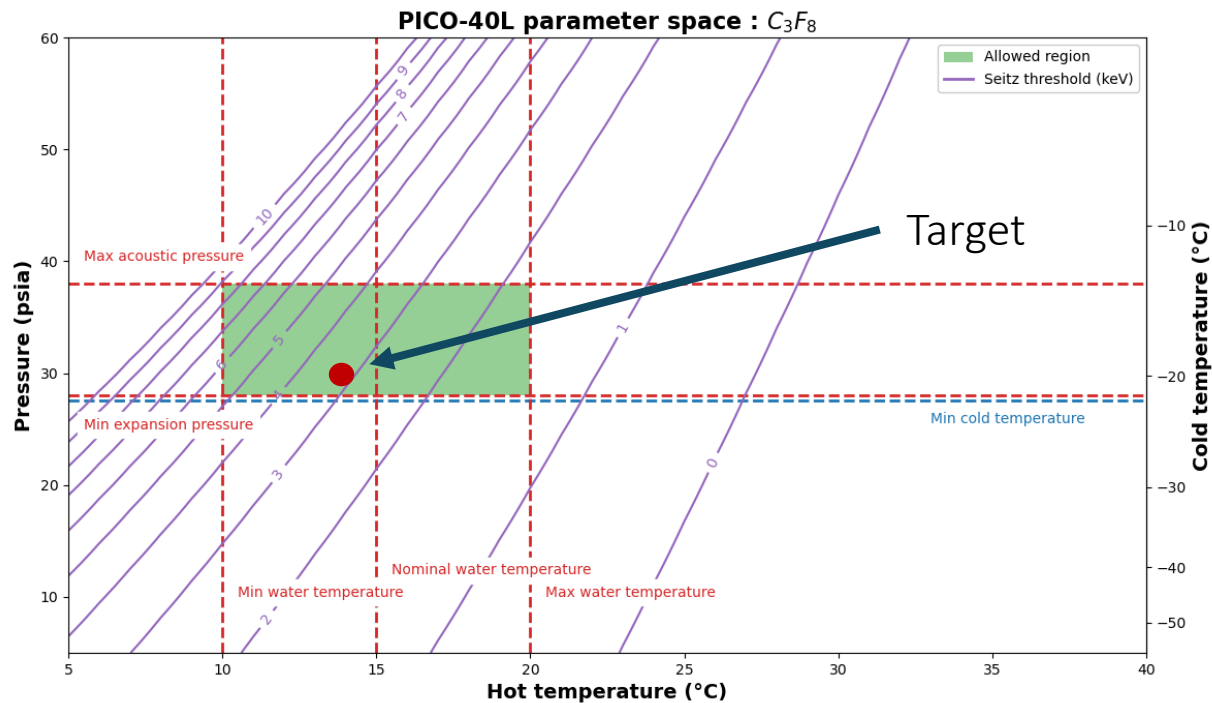 PICO-40L parameter space : C₃F₈
Allowed region
Seitz threshold (keV)
Target
Max acoustic pressure
Min expansion pressure
Min cold temperature
Nominal water temperature
Min water temperature
Max water temperature
10
9
8
7
6
5
4
3
2
1
0
Pressure (psia)
60
50
40
30
20
10
Cold temperature (°C)
−10
−20
−30
−40
−50
5
10
15
20
25
30
35
40
Hot temperature (°C)